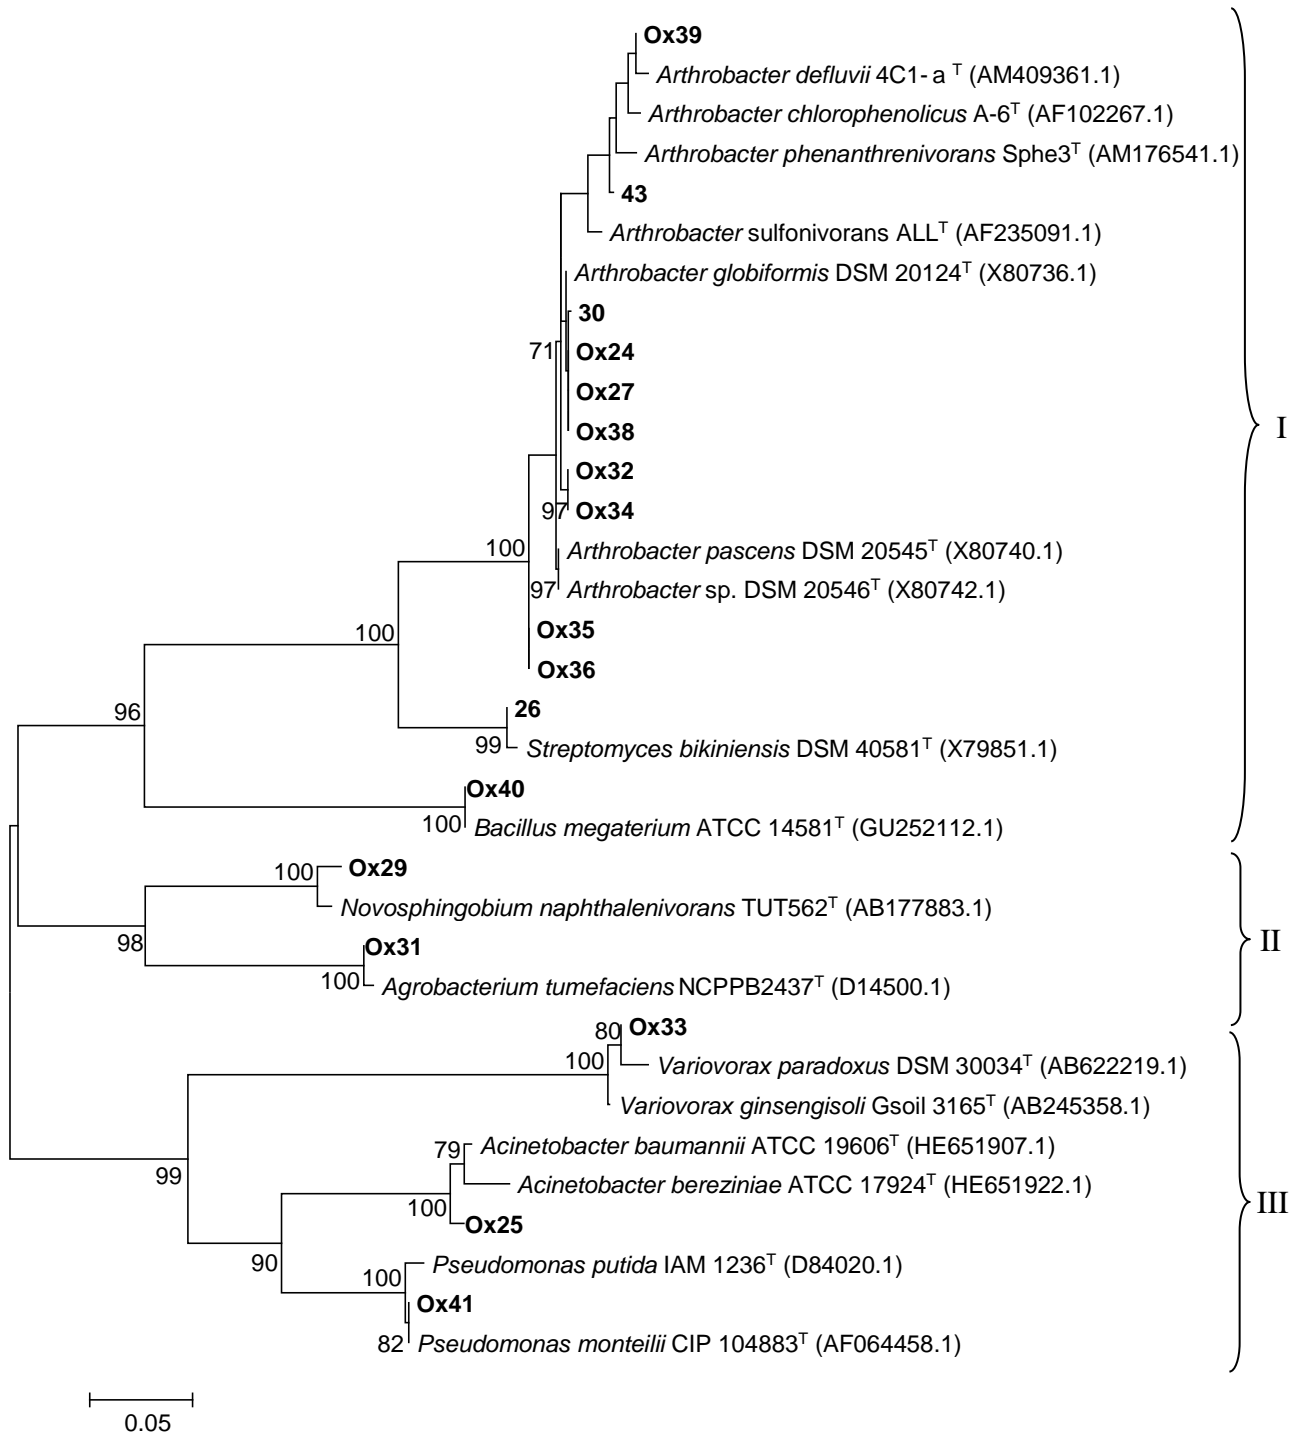 Ox39
Arthrobacter defluvii 4C1- a T (AM409361.1)
Arthrobacter chlorophenolicus A-6T (AF102267.1)
Arthrobacter phenanthrenivorans Sphe3T (AM176541.1)
43
Arthrobacter sulfonivorans ALLT (AF235091.1)
Arthrobacter globiformis DSM 20124T (X80736.1)
30
71
Ox24
Ox27
Ox38
I
Ox32
97
Ox34
100
Arthrobacter pascens DSM 20545T (X80740.1)
97
Arthrobacter sp. DSM 20546T (X80742.1)
100
Ox35
Ox36
96
26
99
Streptomyces bikiniensis DSM 40581T (X79851.1)
Ox40
100
Bacillus megaterium ATCC 14581T (GU252112.1)
100
Ox29
Novosphingobium naphthalenivorans TUT562T (AB177883.1)
98
Ox31
II
100
Agrobacterium tumefaciens NCPPB2437T (D14500.1)
80
Ox33
100
Variovorax paradoxus DSM 30034T (AB622219.1)
Variovorax ginsengisoli Gsoil 3165T (AB245358.1)
79
Acinetobacter baumannii ATCC 19606T (HE651907.1)
99
Acinetobacter bereziniae ATCC 17924T (HE651922.1)
III
100
Ox25
90
Pseudomonas putida IAM 1236T (D84020.1)
100
Ox41
82
Pseudomonas monteilii CIP 104883T (AF064458.1)
0.05